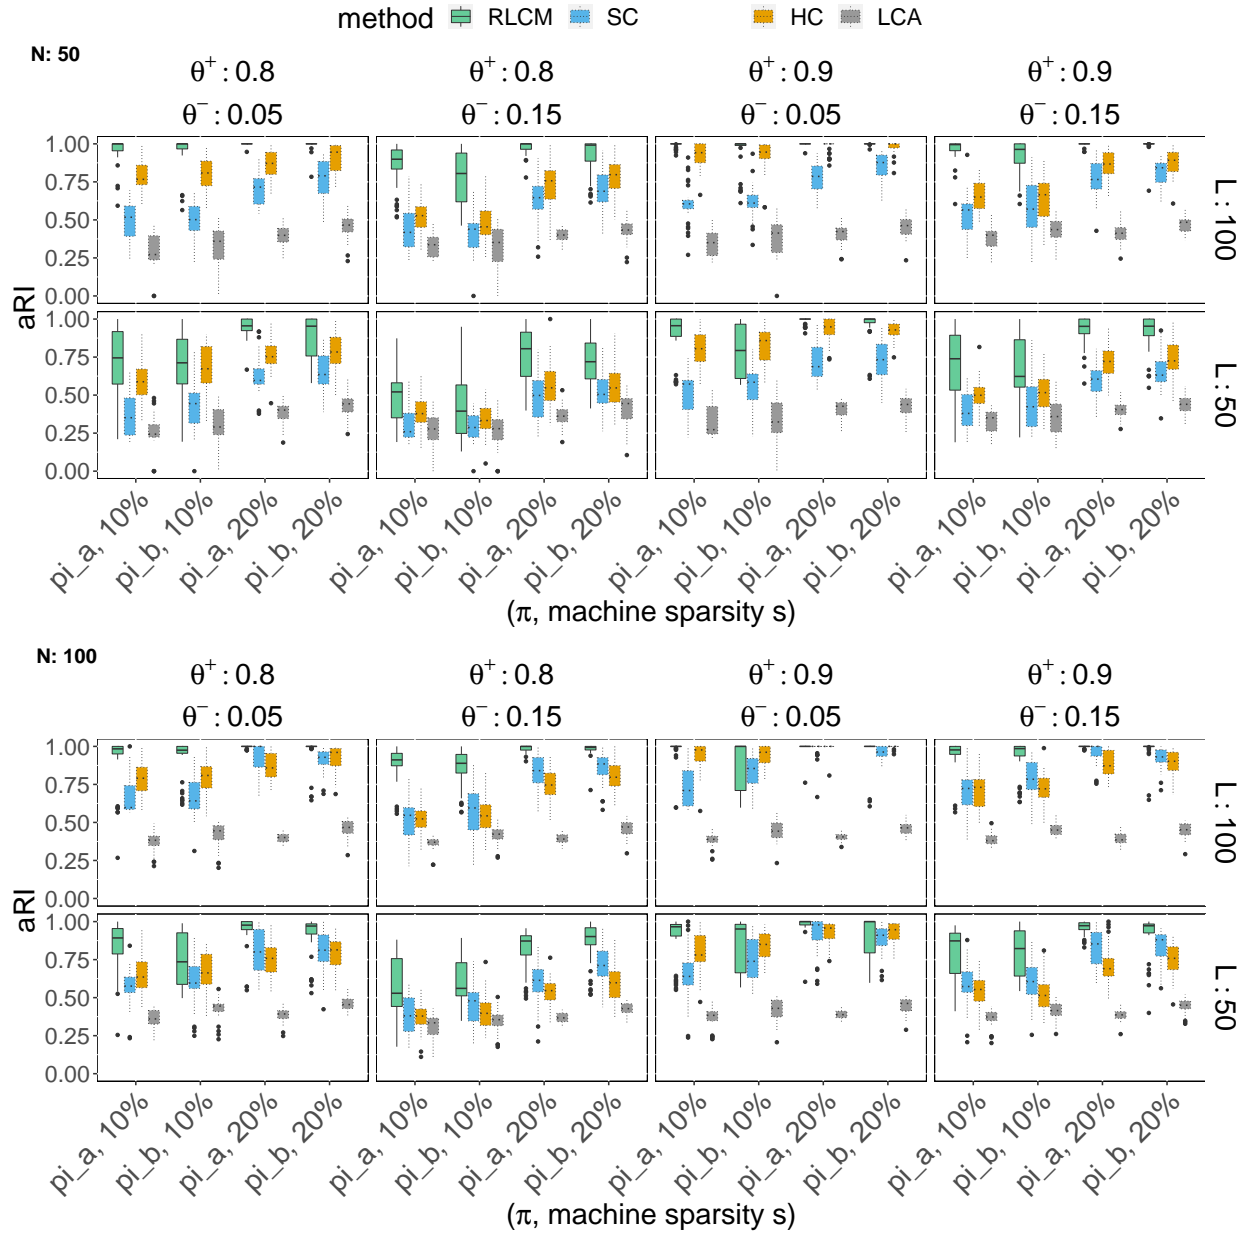 method RLCM SC HC LCA
N: 50
θ⁺ : 0.8 θ⁺ : 0.8 θ⁺ : 0.9 θ⁺ : 0.9
θ⁻ : 0.05 θ⁻ : 0.15 θ⁻ : 0.05 θ⁻ : 0.15
1.00
0.75
0.50
0.25
0.00
L : 100
aRI
1.00
0.75
0.50
0.25
0.00
L : 50
pi_a, 10% pi_b, 10% pi_a, 20% pi_b, 20% pi_a, 10% pi_b, 10% pi_a, 20% pi_b, 20% pi_a, 10% pi_b, 10% pi_a, 20% pi_b, 20% pi_a, 10% pi_b, 10% pi_a, 20% pi_b, 20%
(π, machine sparsity s)
N: 100
θ⁺ : 0.8 θ⁺ : 0.8 θ⁺ : 0.9 θ⁺ : 0.9
θ⁻ : 0.05 θ⁻ : 0.15 θ⁻ : 0.05 θ⁻ : 0.15
1.00
0.75
0.50
0.25
0.00
L : 100
aRI
1.00
0.75
0.50
0.25
0.00
L : 50
pi_a, 10% pi_b, 10% pi_a, 20% pi_b, 20% pi_a, 10% pi_b, 10% pi_a, 20% pi_b, 20% pi_a, 10% pi_b, 10% pi_a, 20% pi_b, 20% pi_a, 10% pi_b, 10% pi_a, 20% pi_b, 20%
(π, machine sparsity s)